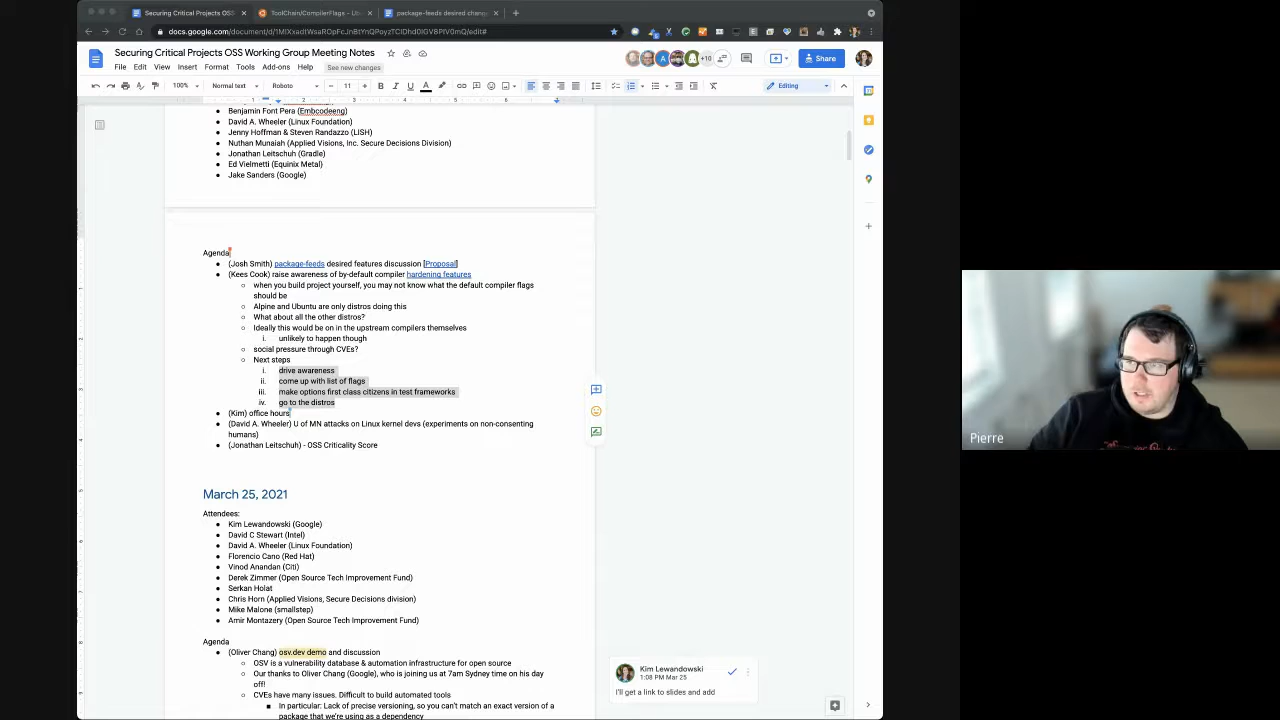 Securing Critical Projects OSS
ToolChain/CompilerFlags - Ub
package-feeds desired chang
docs.google.com
Securing Critical Projects OSS Working Group Meeting Notes
+10
Share
File Edit View Insert Format Tools Add-ons Help See new changes
100% Normal text Roboto 11 B I U A Editing
Benjamin Font Pera (Embcodeeng)
David A. Wheeler (Linux Foundation)
Jenny Hoffman & Steven Randazzo (LISH)
Nuthan Munaiah (Applied Visions, Inc. Secure Decisions Division)
Jonathan Leitschuh (Gradle)
Ed Vielmetti (Equinix Metal)
Jake Sanders (Google)
Agenda
(Josh Smith) package-feeds desired features discussion [Proposal]
(Kees Cook) raise awareness of by-default compiler hardening features
when you build project yourself, you may not know what the default compiler flags
should be
Alpine and Ubuntu are only distros doing this
What about all the other distros?
Ideally this would be on in the upstream compilers themselves
i. unlikely to happen though
social pressure through CVEs?
Next steps
i. drive awareness
ii. come up with list of flags
iii. make options first class citizens in test frameworks
iv. go to the distros
(Kim) office hours
(David A. Wheeler) U of MN attacks on Linux kernel devs (experiments on non-consenting
humans)
(Jonathan Leitschuh) - OSS Criticality Score
Pierre
March 25, 2021
Attendees:
Kim Lewandowski (Google)
David C Stewart (Intel)
David A. Wheeler (Linux Foundation)
Florencio Cano (Red Hat)
Vinod Anandan (Citi)
Derek Zimmer (Open Source Tech Improvement Fund)
Serkan Holat
Chris Horn (Applied Visions, Secure Decisions division)
Mike Malone (smallstep)
Amir Montazery (Open Source Tech Improvement Fund)
Agenda
(Oliver Chang) osv.dev demo and discussion
OSV is a vulnerability database & automation infrastructure for open source
Our thanks to Oliver Chang (Google), who is joining us at 7am Sydney time on his day
off!
CVEs have many issues. Difficult to build automated tools
In particular: Lack of precise versioning, so you can't match an exact version of a
package that we're using as a dependency
Kim Lewandowski
1:08 PM Mar 25
I'll get a link to slides and add